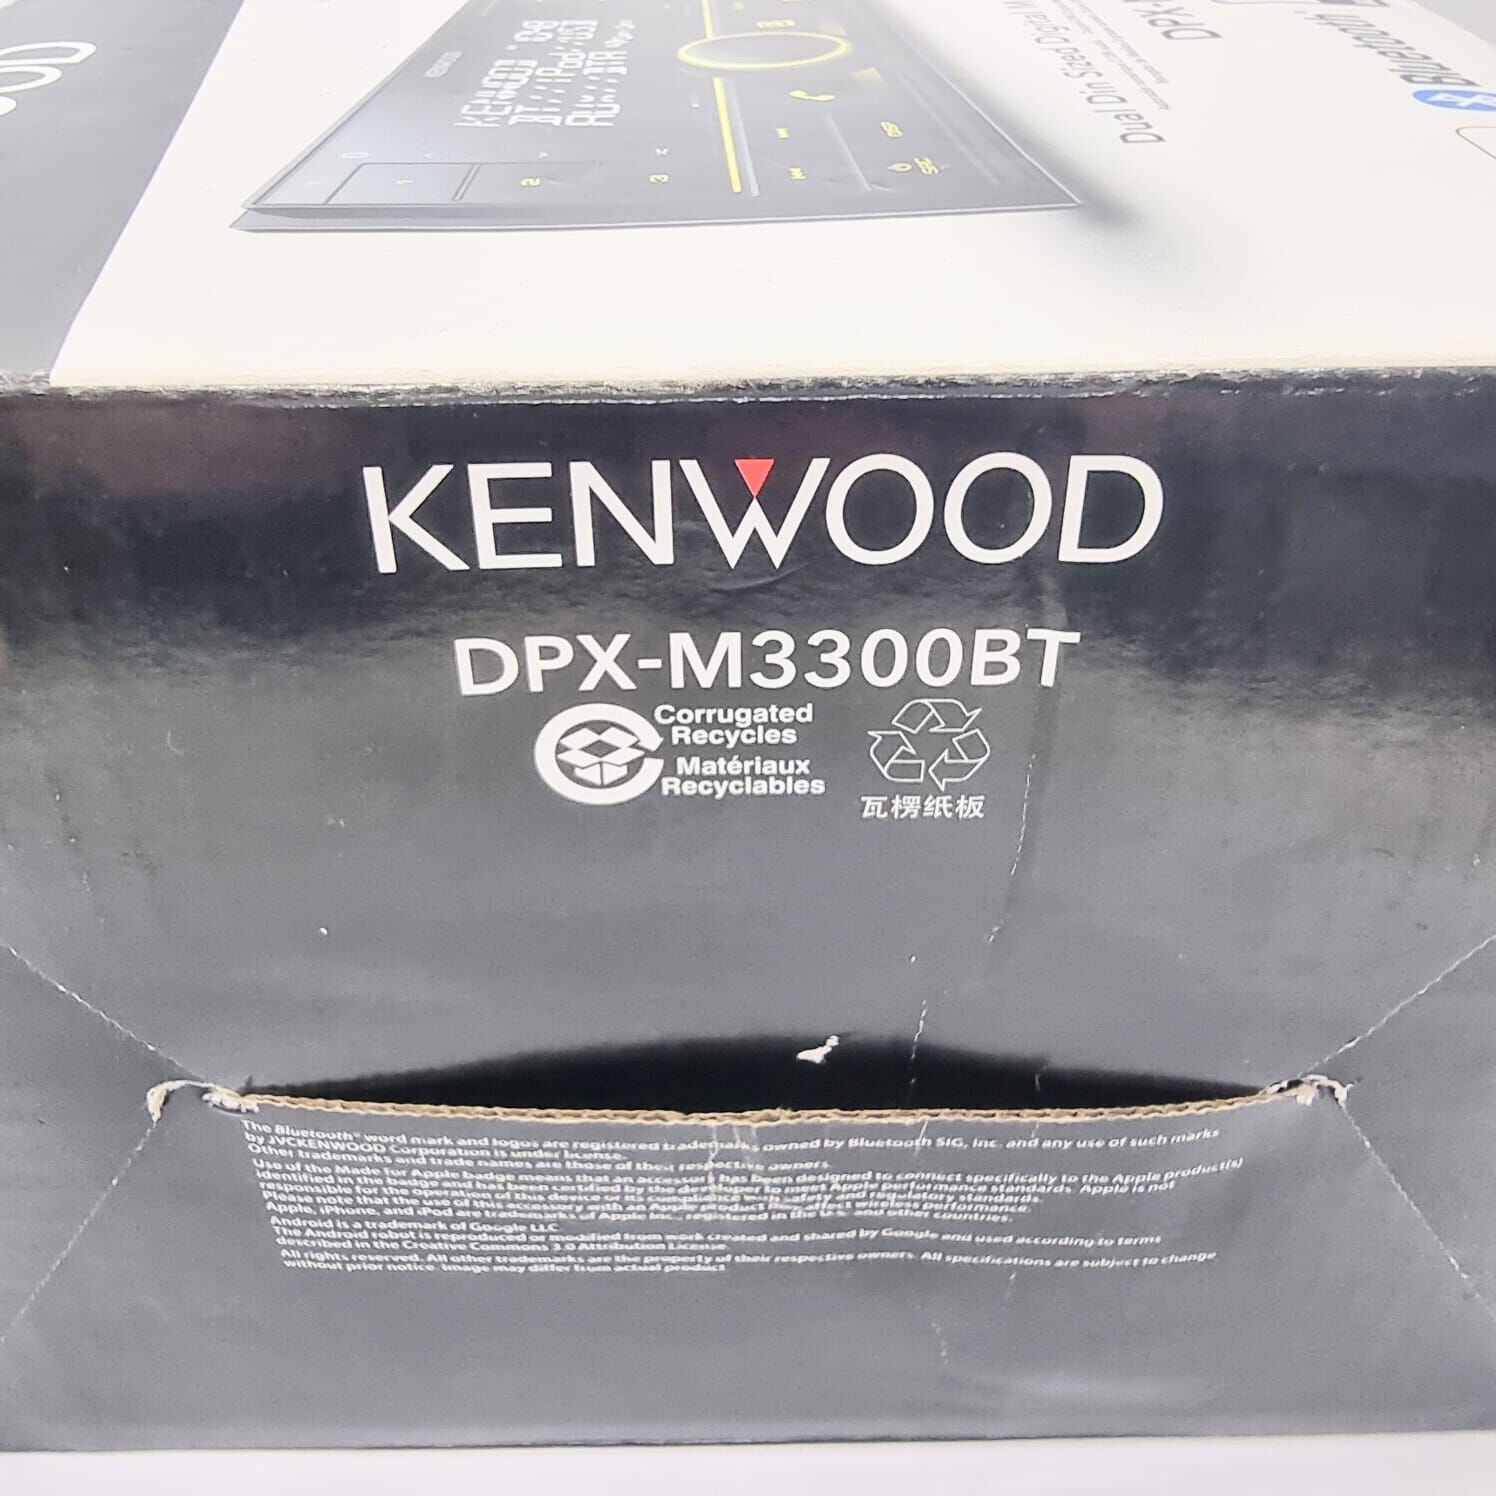 KENWOOD
Dual Din Sized Digital
Bluetooth
KENWOOD
DPX-M3300BT
Corrugated
Recycles
Matériaux
Recyclables
瓦楞纸板
The Bluetooth® word mark and logos are registered trademarks owned by Bluetooth SIG, Inc. and any use of such marks
by JVCKENWOOD Corporation is under license.
Other trademarks and trade names are those of their respective owners.
Use of the Made for Apple badge means that an accessory has been designed to connect specifically to the Apple product(s)
identified in the badge and has been certified by the developer to meet Apple performance standards. Apple is not
responsible for the operation of this device or its compliance with safety and regulatory standards.
Please note that the use of this accessory with an Apple product may affect wireless performance.
Apple, iPhone, and iPod are trademarks of Apple Inc., registered in the U.S. and other countries.
Android is a trademark of Google LLC.
The Android robot is reproduced or modified from work created and shared by Google and used according to terms
described in the Creative Commons 3.0 Attribution License.
All rights reserved. All other trademarks are the property of their respective owners. All specifications are subject to change
without prior notice. Image may differ from actual product.